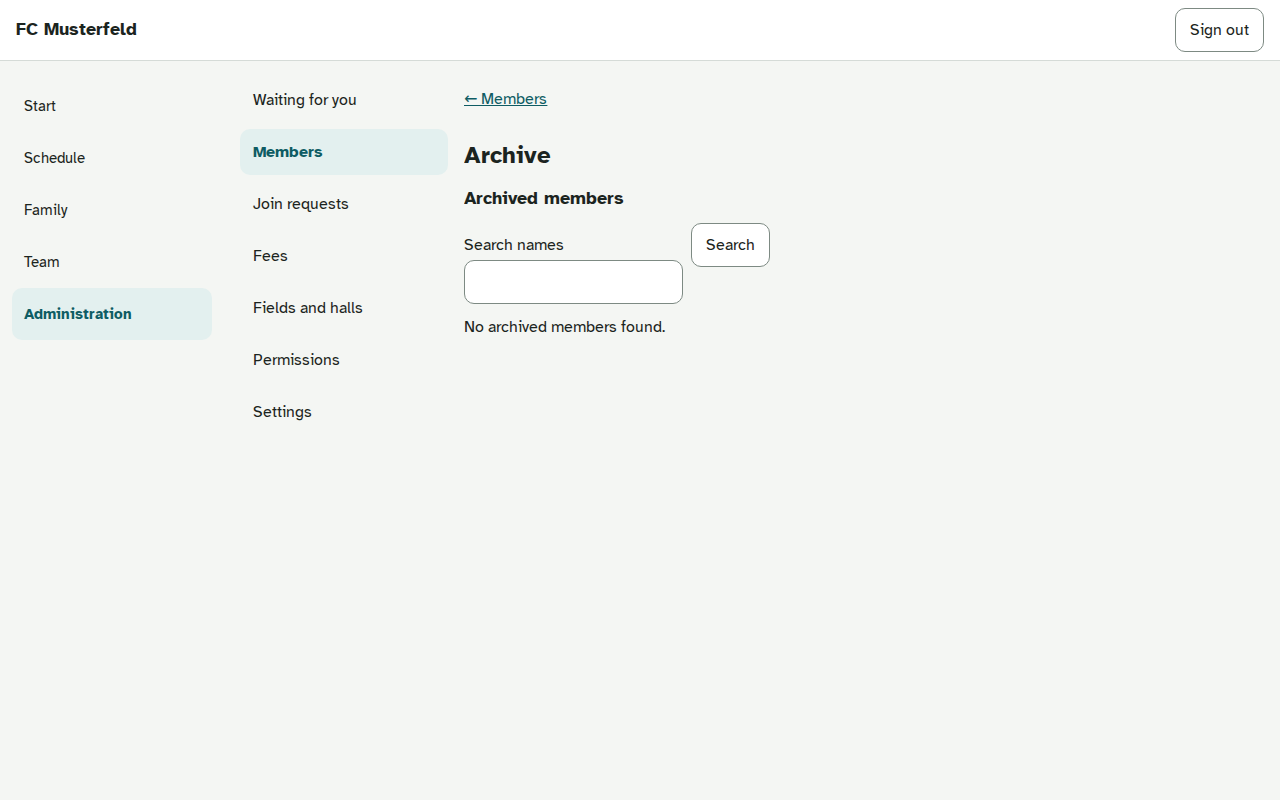 FC Musterfeld
Sign out
Start
Schedule
Family
Team
Administration
Waiting for you
Members
Join requests
Fees
Fields and halls
Permissions
Settings
← Members
Archive
Archived members
Search names
Search
No archived members found.